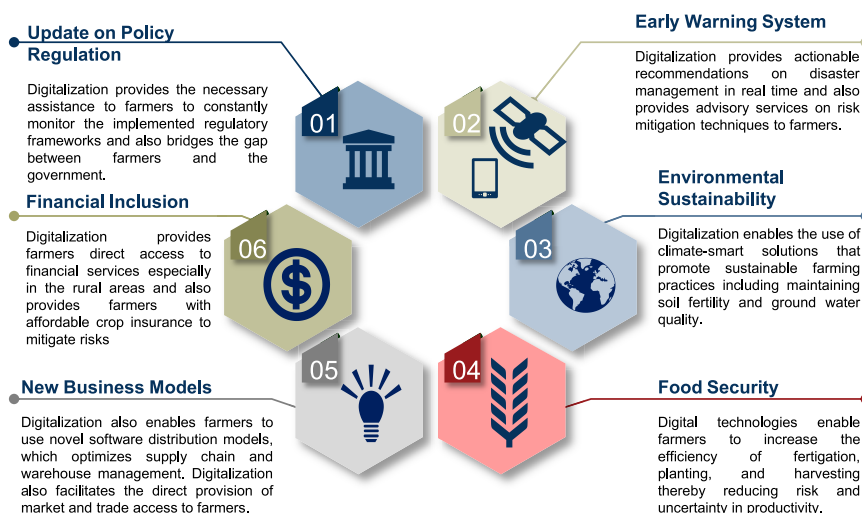 Update on Policy
Regulation
Digitalization provides the necessary
assistance to farmers to constantly
monitor the implemented regulatory
frameworks and also bridges the gap
between farmers and the
government.
01
Early Warning System
Digitalization provides actionable
recommendations on disaster
management in real time and also
provides advisory services on risk
mitigation techniques to farmers.
02
Environmental
Sustainability
Digitalization enables the use of
climate-smart solutions that
promote sustainable farming
practices including maintaining
soil fertility and ground water
quality.
03
Food Security
Digital technologies enable
farmers to increase the
efficiency of fertigation,
planting, and harvesting
thereby reducing risk and
uncertainty in productivity.
04
New Business Models
Digitalization also enables farmers to
use novel software distribution models,
which optimizes supply chain and
warehouse management. Digitalization
also facilitates the direct provision of
market and trade access to farmers.
05
Financial Inclusion
Digitalization provides
farmers direct access to
financial services especially
in the rural areas and also
provides farmers with
affordable crop insurance to
mitigate risks
06
$